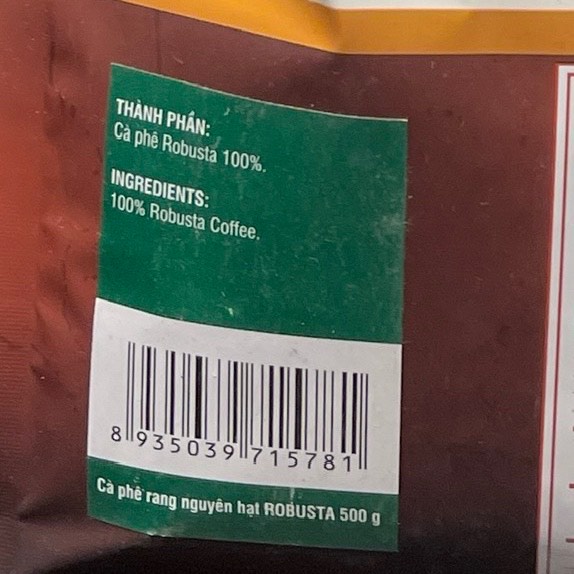 THÀNH PHẦN:
Cà phê Robusta 100%.
INGREDIENTS:
100% Robusta Coffee.
8 935039 715781
Cà phê rang nguyên hạt ROBUSTA 500 g